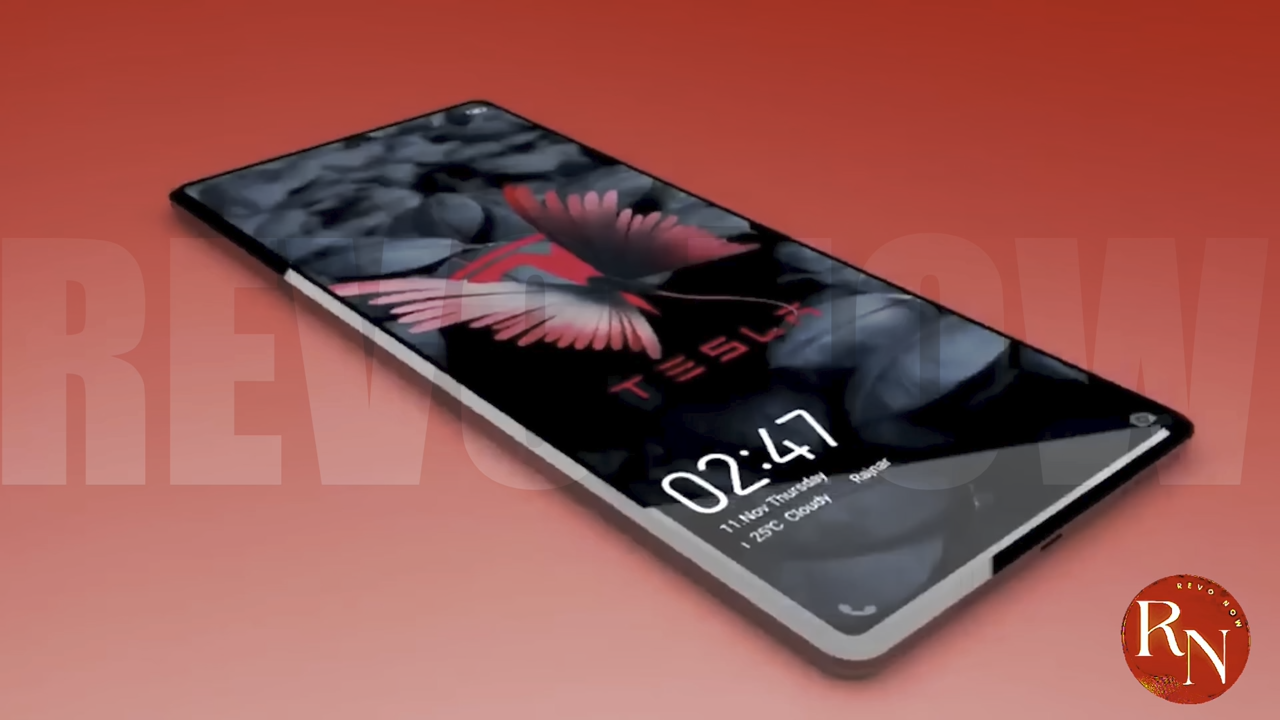 REVO NOW
TESLA
02:47
11.Nov Thursday
25℃ Cloudy
Rajnar
REVO NOW
RN